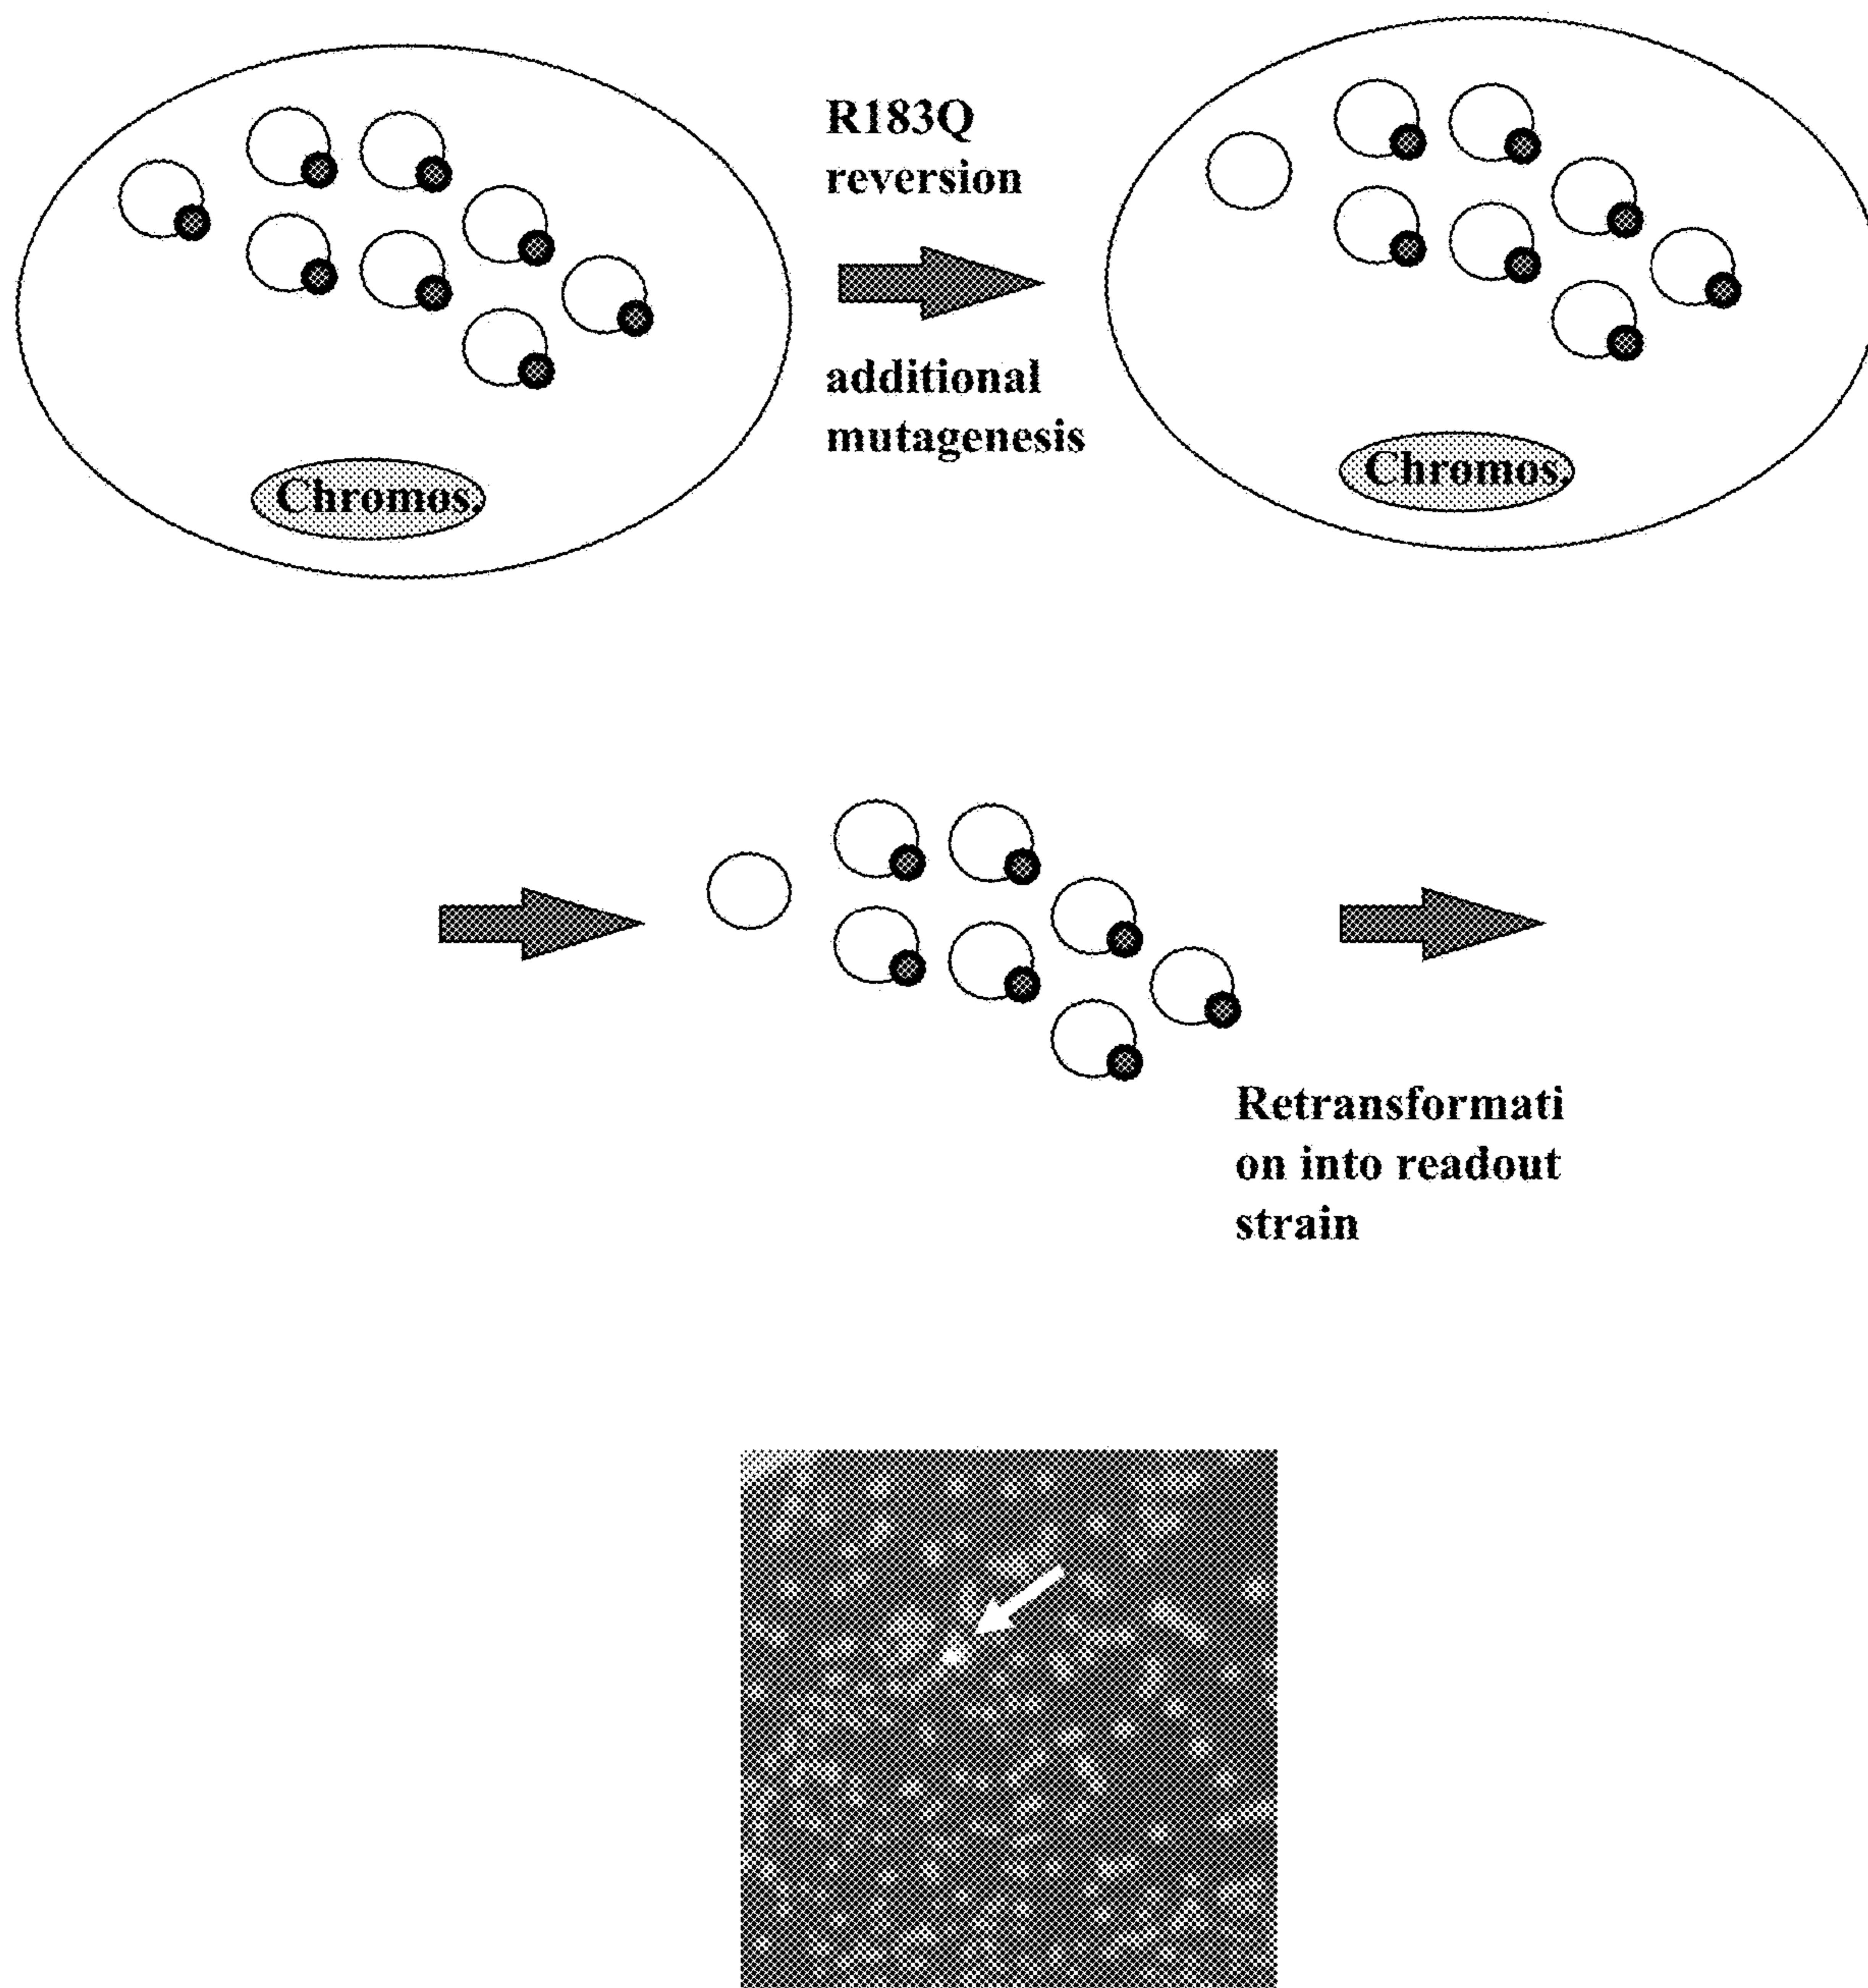 R183Q
reversion
additional
mutagenesis
Chromos.
Chromos.
Retransformati
on into readout
strain